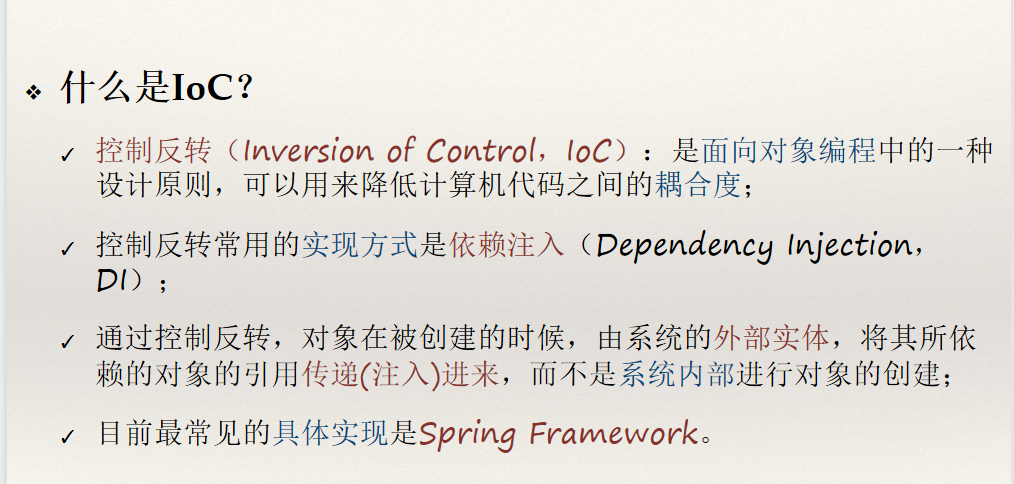 什么是IoC?
控制反转（Inversion of Control，IoC）：是面向对象编程中的一种
设计原则，可以用来降低计算机代码之间的耦合度；
控制反转常用的实现方式是依赖注入（Dependency Injection，
DI）；
通过控制反转，对象在被创建的时候，由系统的外部实体，将其所依
赖的对象的引用传递(注入)进来，而不是系统内部进行对象的创建；
目前最常见的具体实现是Spring Framework。